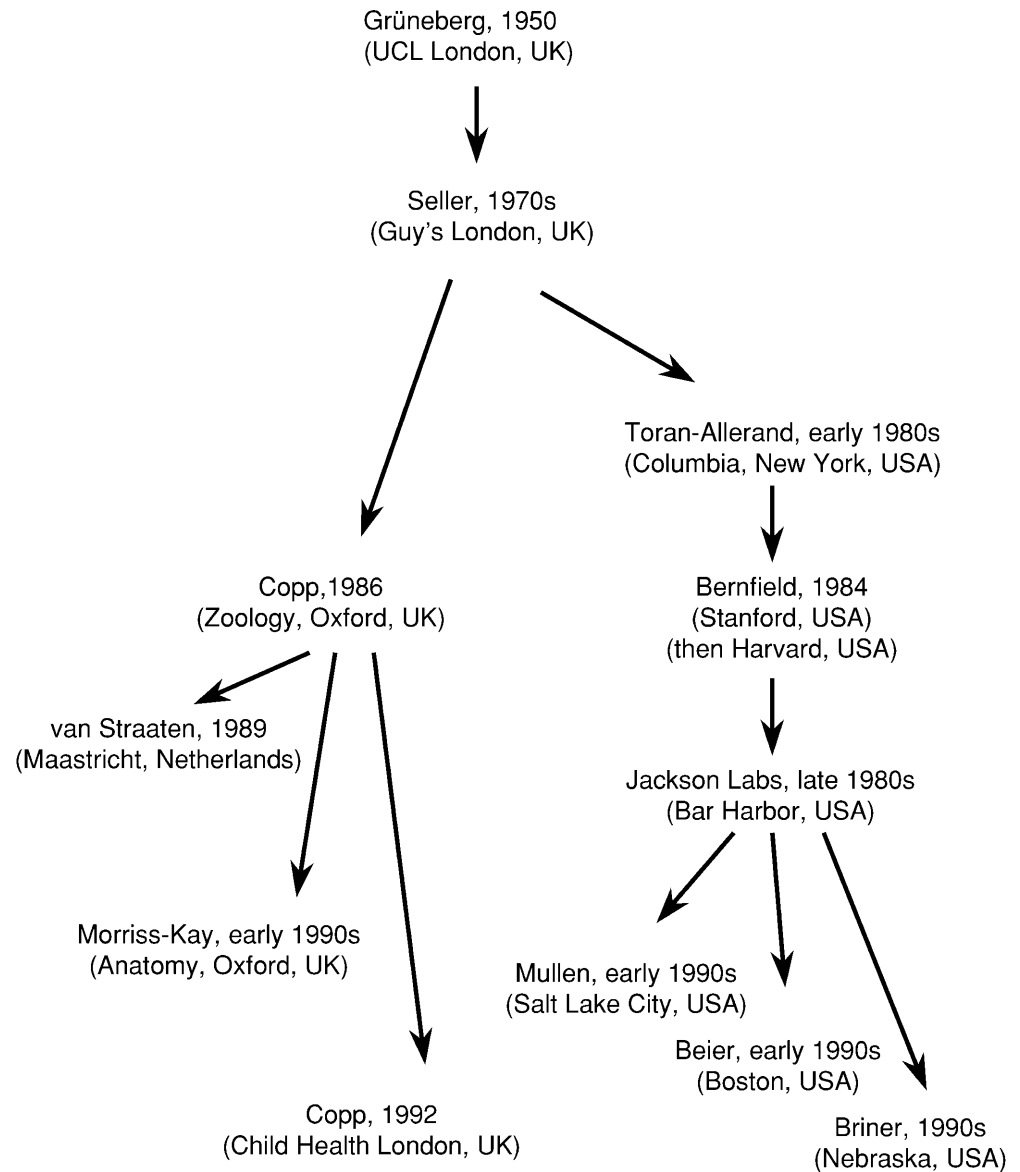 Grüneberg, 1950
(UCL London, UK)
Seller, 1970s
(Guy's London, UK)
Toran-Allerand, early 1980s
(Columbia, New York, USA)
Copp,1986
(Zoology, Oxford, UK)
Bernfield, 1984
(Stanford, USA)
(then Harvard, USA)
van Straaten, 1989
(Maastricht, Netherlands)
Jackson Labs, late 1980s
(Bar Harbor, USA)
Morriss-Kay, early 1990s
(Anatomy, Oxford, UK)
Mullen, early 1990s
(Salt Lake City, USA)
Beier, early 1990s
(Boston, USA)
Copp, 1992
(Child Health London, UK)
Briner, 1990s
(Nebraska, USA)